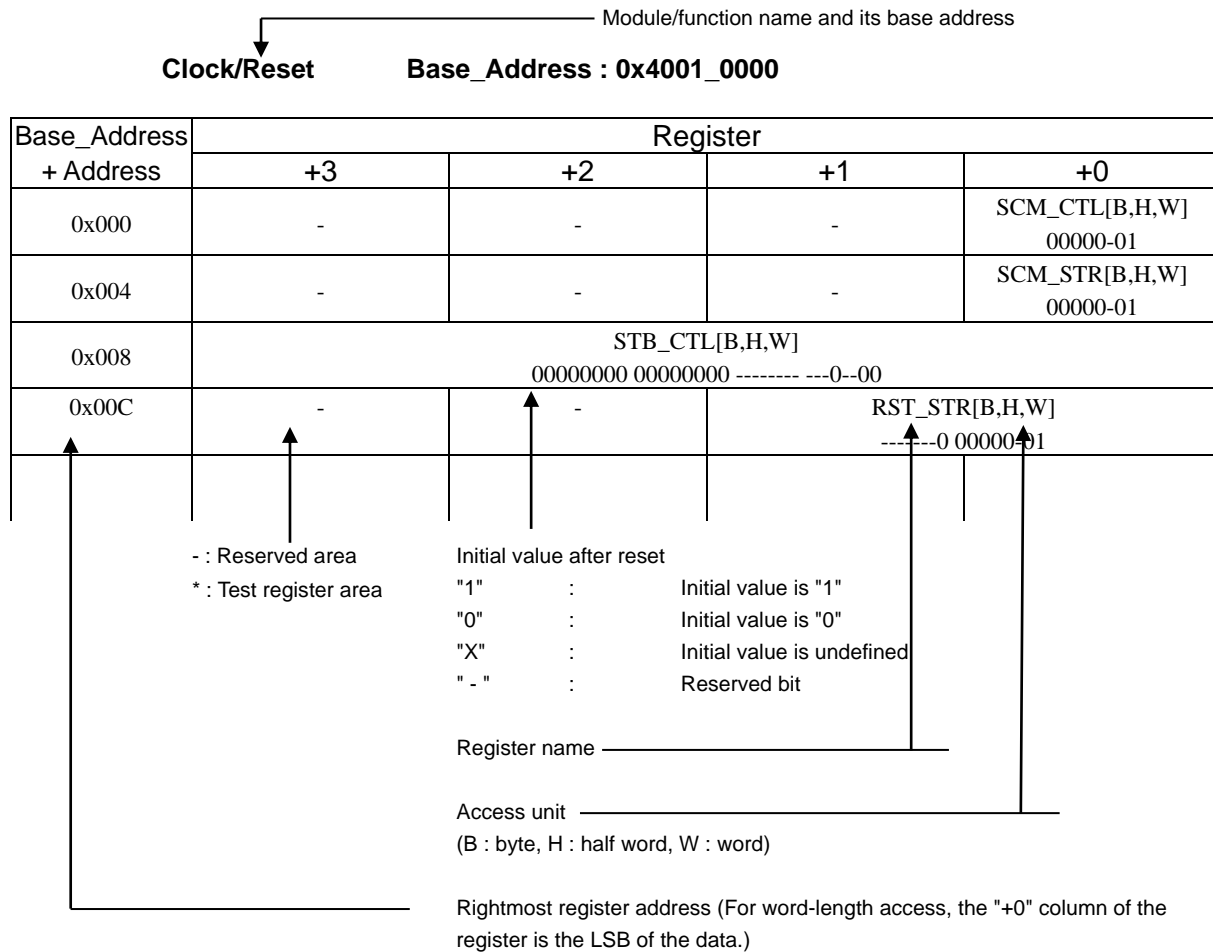 Module/function name and its base address
Clock/Reset Base_Address : 0x4001_0000
Base_Address
+ Address
Register
+3 +2 +1 +0
0x000 - - - SCM_CTL[B,H,W]
00000-01
0x004 - - - SCM_STR[B,H,W]
00000-01
0x008 STB_CTL[B,H,W]
00000000 00000000 -------- ---0--00
0x00C - - RST_STR[B,H,W]
-------0 00000-01
- : Reserved area
* : Test register area
Initial value after reset
"1" : Initial value is "1"
"0" : Initial value is "0"
"X" : Initial value is undefined
" - " : Reserved bit
Register name
Access unit
(B : byte, H : half word, W : word)
Rightmost register address (For word-length access, the "+0" column of the
register is the LSB of the data.)